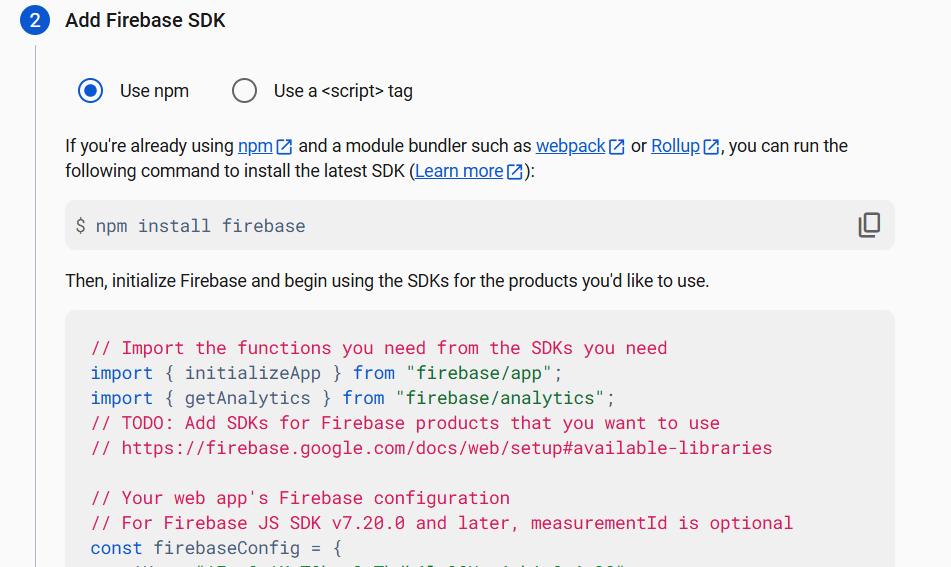 2 Add Firebase SDK
Use npm Use a <script> tag
If you're already using npm and a module bundler such as webpack or Rollup, you can run the
following command to install the latest SDK (Learn more):
$ npm install firebase
Then, initialize Firebase and begin using the SDKs for the products you'd like to use.
// Import the functions you need from the SDKs you need
import { initializeApp } from "firebase/app";
import { getAnalytics } from "firebase/analytics";
// TODO: Add SDKs for Firebase products that you want to use
// https://firebase.google.com/docs/web/setup#available-libraries
// Your web app's Firebase configuration
// For Firebase JS SDK v7.20.0 and later, measurementId is optional
const firebaseConfig = {